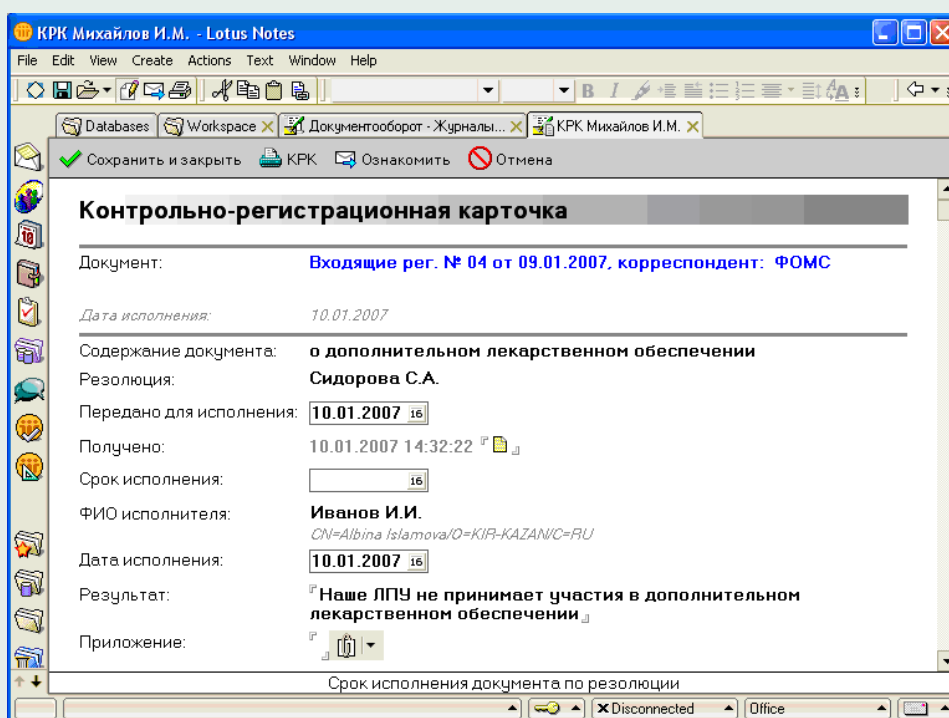 КРК Михайлов И.М. - Lotus Notes
File Edit View Create Actions Text Window Help
B I A
Databases Workspace Документооборот - Журналы... КРК Михайлов И.М.
Сохранить и закрыть КРК Ознакомить Отмена
Контрольно-регистрационная карточка
Документ: Входящие рег. № 04 от 09.01.2007, корреспондент: ФОМС
Дата исполнения: 10.01.2007
Содержание документа: о дополнительном лекарственном обеспечении
Резолюция: Сидорова С.А.
Передано для исполнения: 10.01.2007 16
Получено: 10.01.2007 14:32:22
Срок исполнения: 16
ФИО исполнителя: Иванов И.И.
CN=Albina Islamova/O=KIR-KAZAN/C=RU
Дата исполнения: 10.01.2007 16
Результат: Наше ЛПУ не принимает участия в дополнительном
лекарственном обеспечении
Приложение:
Срок исполнения документа по резолюции
Disconnected Office